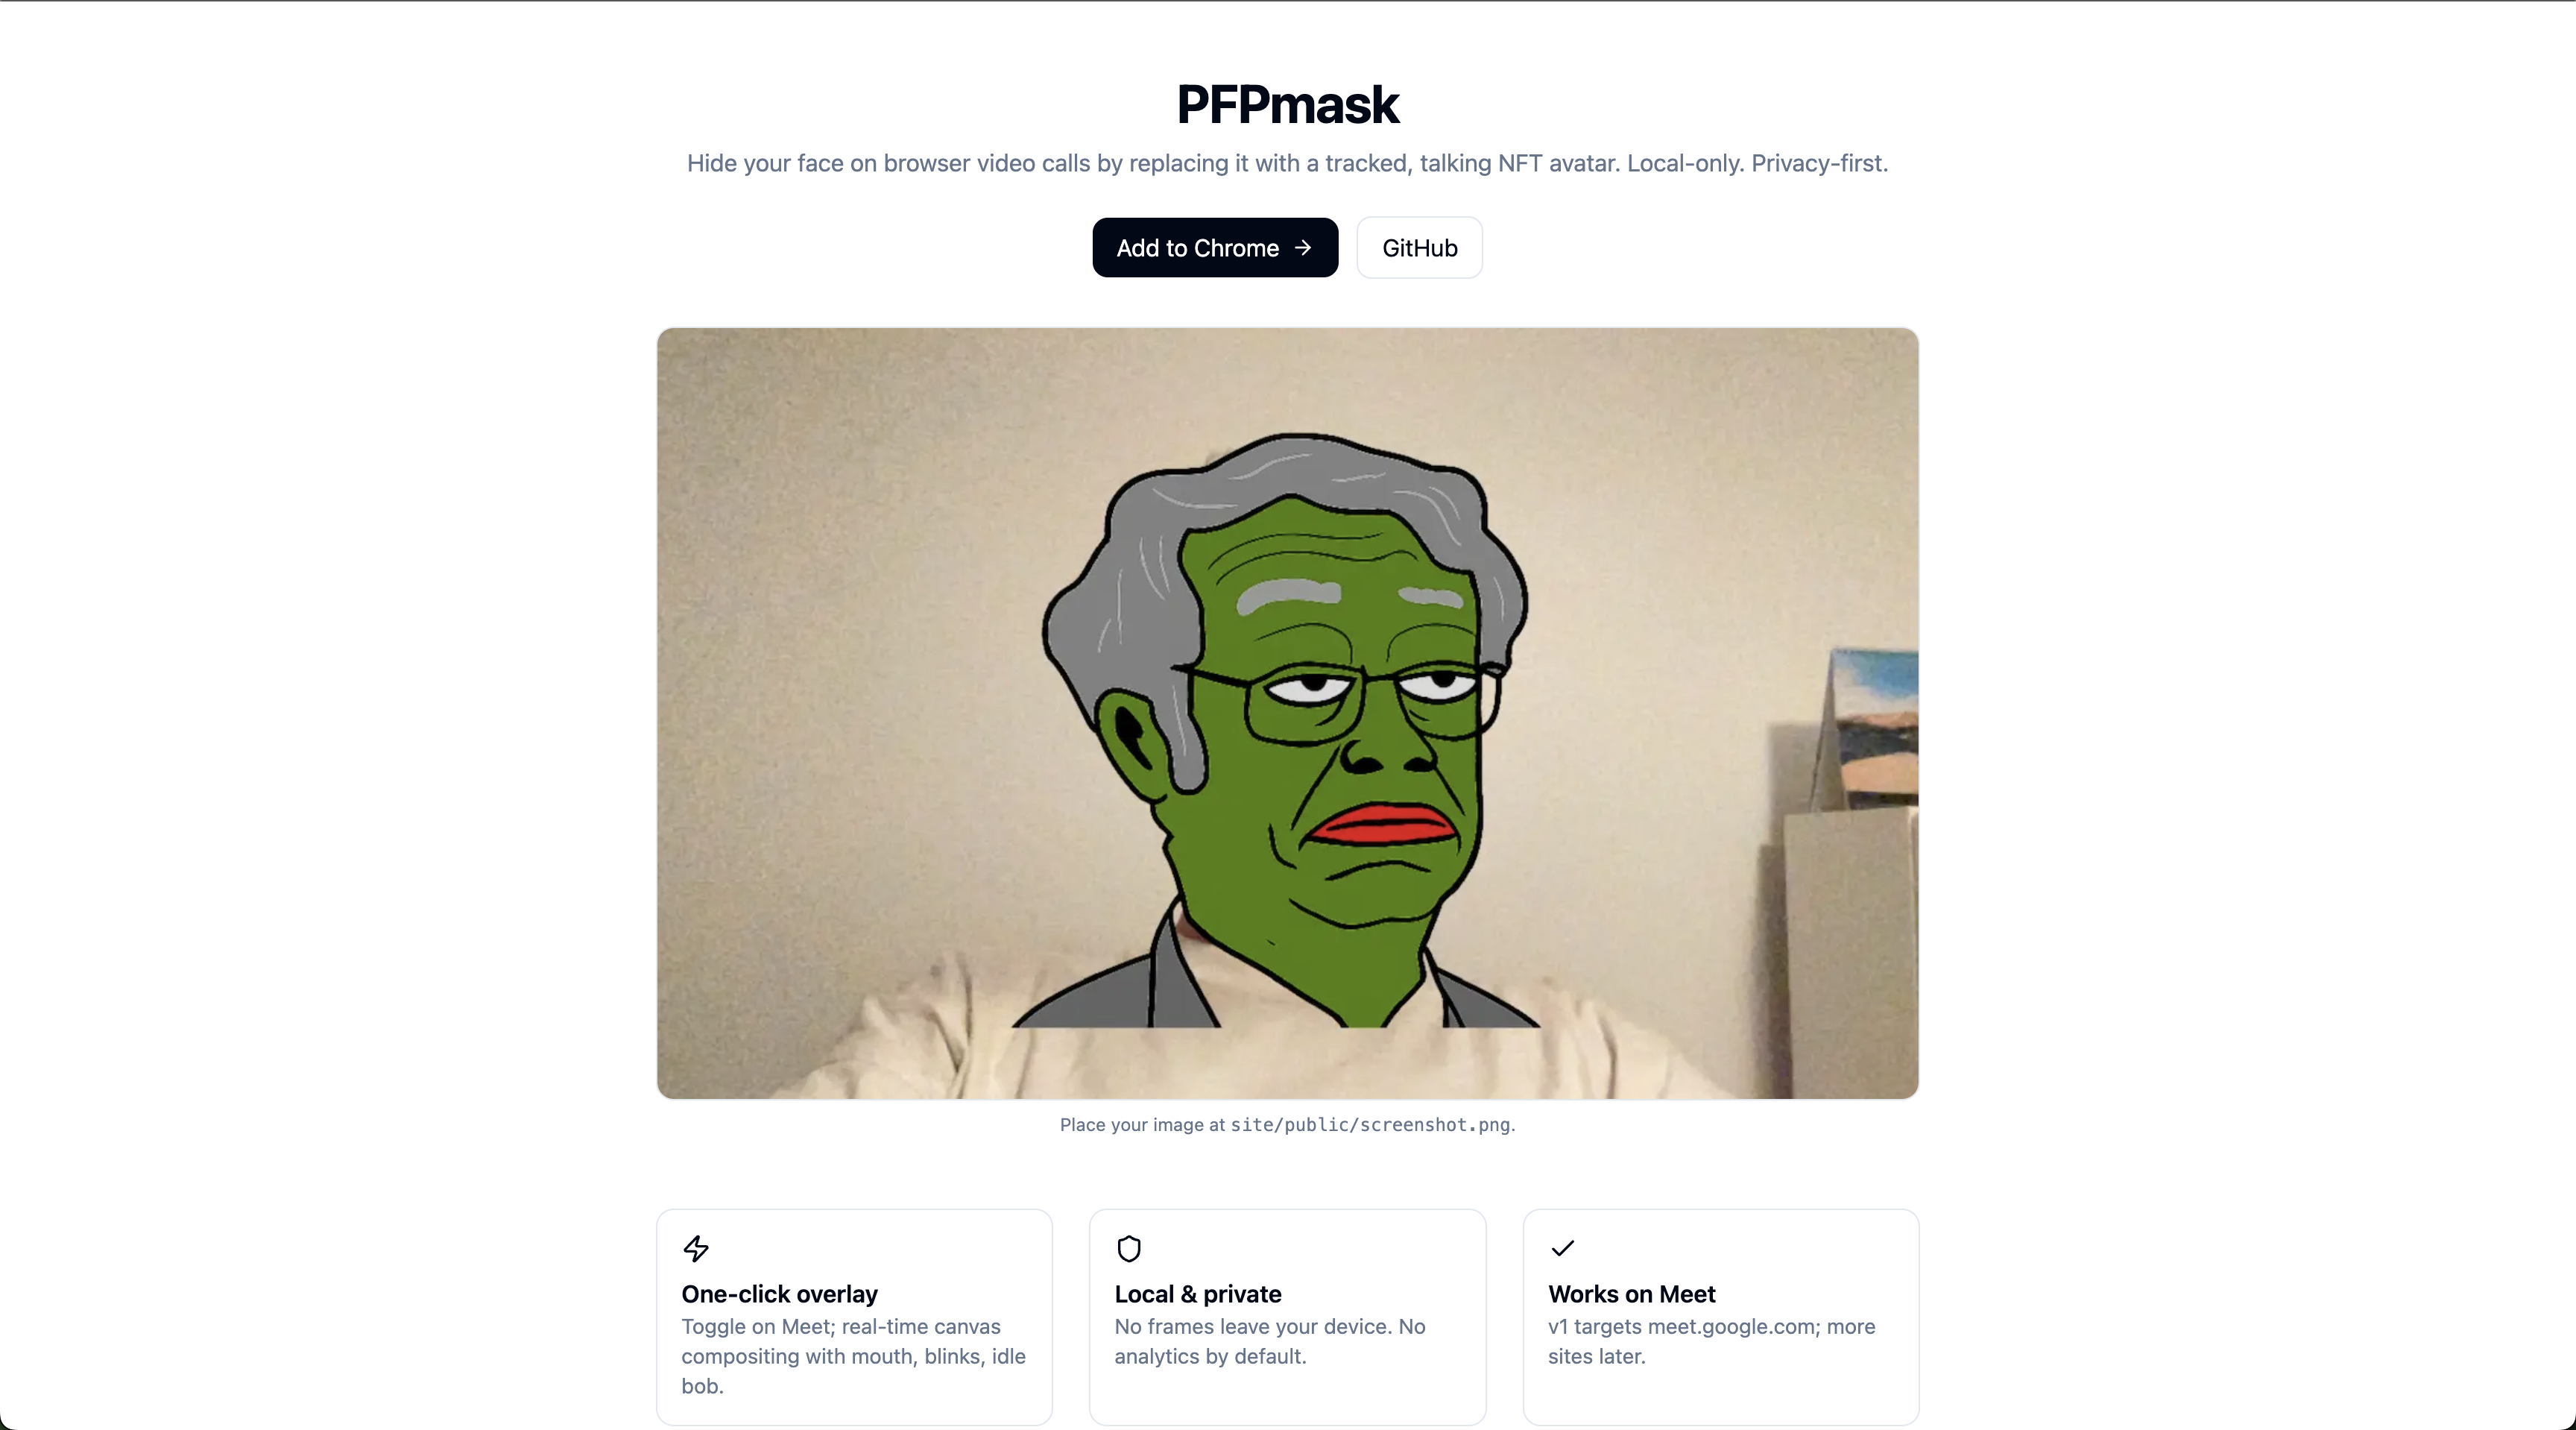 PFPmask
Hide your face on browser video calls by replacing it with a tracked, talking NFT avatar. Local-only. Privacy-first.
Add to Chrome →
GitHub
Place your image at site/public/screenshot.png.
One-click overlay
Toggle on Meet; real-time canvas
compositing with mouth, blinks, idle
bob.
Local & private
No frames leave your device. No
analytics by default.
Works on Meet
v1 targets meet.google.com; more
sites later.